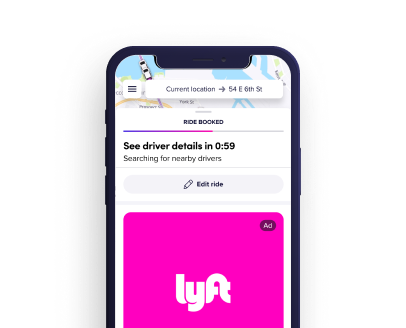 Current location → 54 E 6th St
RIDE BOOKED
See driver details in 0:59
Searching for nearby drivers
Edit ride
Ad
lyft